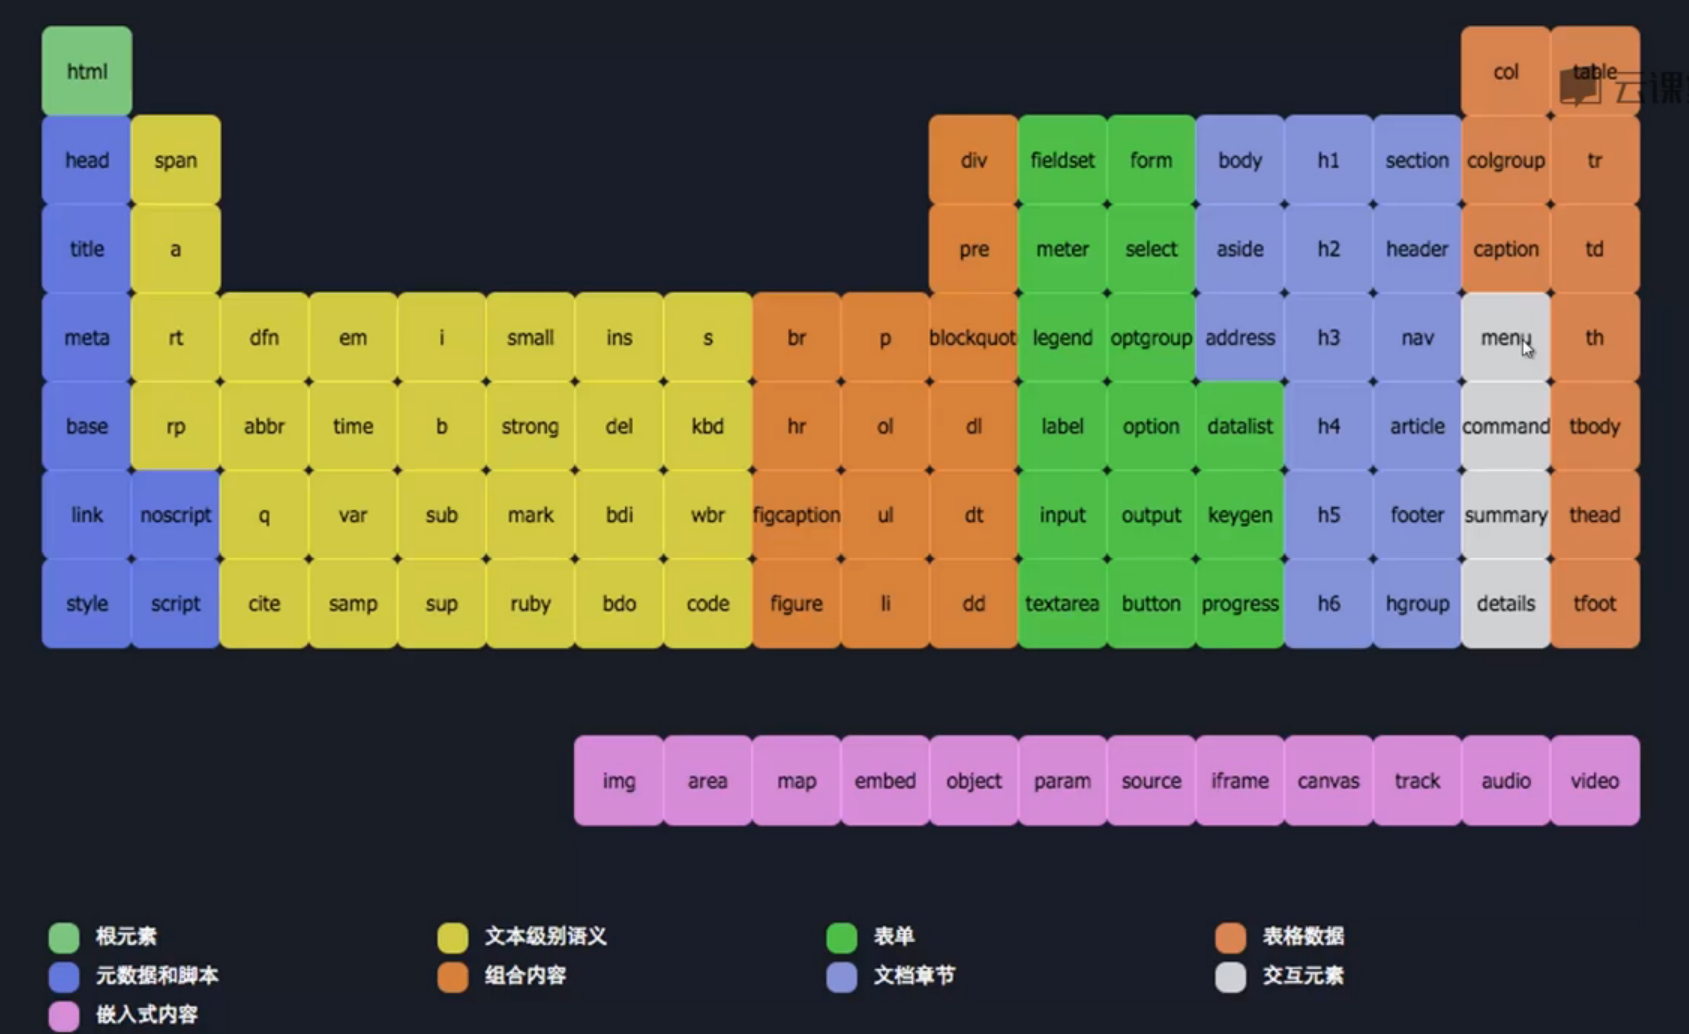 html col table
云课
head span div fieldset form body h1 section colgroup tr
title a pre meter select aside h2 header caption td
meta rt dfn em i small ins s br p blockquot legend optgroup address h3 nav menu th
base rp abbr time b strong del kbd hr ol dl label option datalist h4 article command tbody
link noscript q var sub mark bdi wbr figcaption ul dt input output keygen h5 footer summary thead
style script cite samp sup ruby bdo code figure li dd textarea button progress h6 hgroup details tfoot
img area map embed object param source iframe canvas track audio video
根元素 文本级别语义 表单 表格数据
元数据和脚本 组合内容 文档章节 交互元素
嵌入式内容